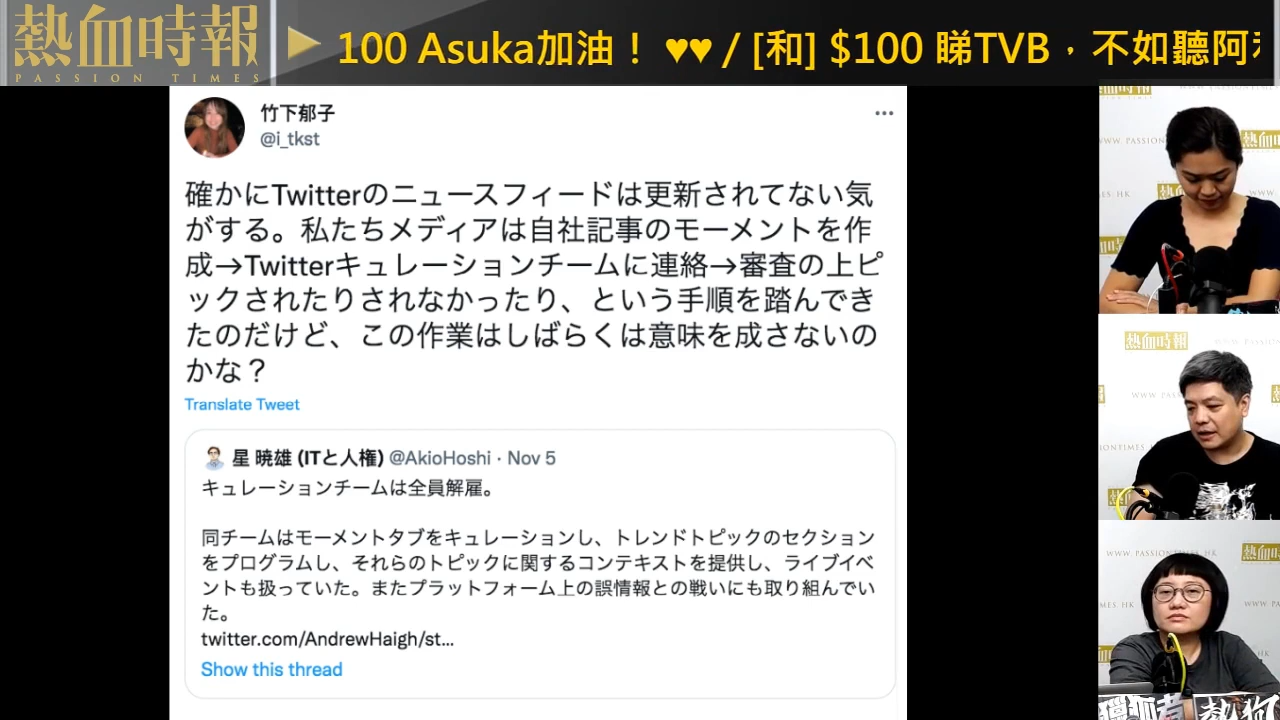 熱血時報
PASSION TIMES
100 Asuka加油！ ♥♥ / [和] $100 睇TVB，不如聽阿
竹下郁子
@i_tkst
確かにTwitterのニュースフィードは更新されてない気
がする。私たちメディアは自社記事のモーメントを作
成→Twitterキュレーションチームに連絡→審査の上ピ
ックされたりされなかったり、という手順を踏んでき
たのだけど、この作業はしばらくは意味を成さないの
かな？
Translate Tweet
星 暁雄 (ITと人権) @AkioHoshi · Nov 5
キュレーションチームは全員解雇。
同チームはモーメントタブをキュレーションし、トレンドトピックのセクション
をプログラムし、それらのトピックに関するコンテキストを提供し、ライブイベ
ントも扱っていた。またプラットフォーム上の誤情報との戦いにも取り組んでい
た。
twitter.com/AndrewHaigh/st...
Show this thread
熱血時報
WWW.PASSIONTIMES.HK
熱血